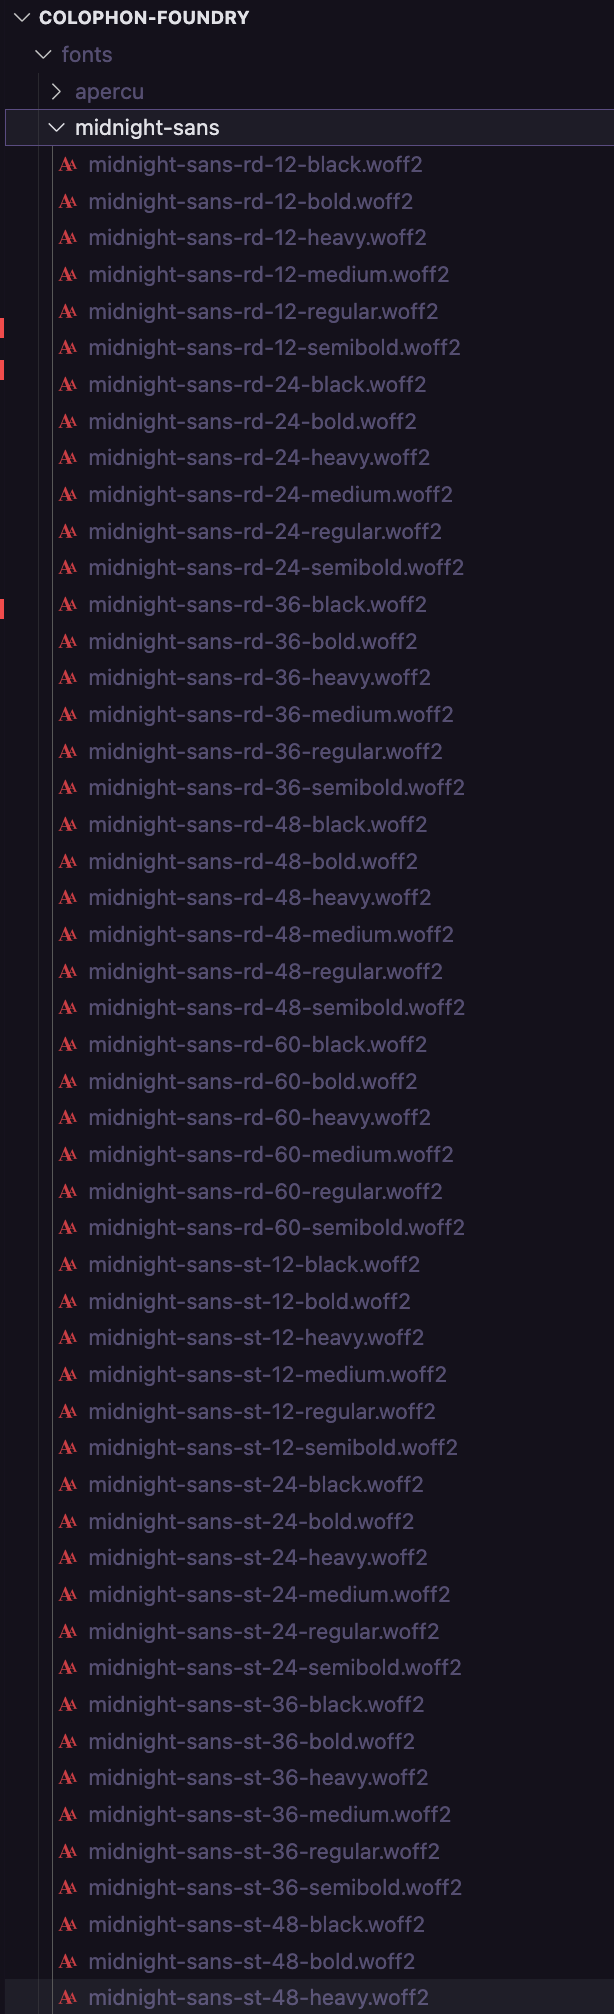 COLOPHON-FOUNDRY
fonts
apercu
midnight-sans
midnight-sans-rd-12-black.woff2
midnight-sans-rd-12-bold.woff2
midnight-sans-rd-12-heavy.woff2
midnight-sans-rd-12-medium.woff2
midnight-sans-rd-12-regular.woff2
midnight-sans-rd-12-semibold.woff2
midnight-sans-rd-24-black.woff2
midnight-sans-rd-24-bold.woff2
midnight-sans-rd-24-heavy.woff2
midnight-sans-rd-24-medium.woff2
midnight-sans-rd-24-regular.woff2
midnight-sans-rd-24-semibold.woff2
midnight-sans-rd-36-black.woff2
midnight-sans-rd-36-bold.woff2
midnight-sans-rd-36-heavy.woff2
midnight-sans-rd-36-medium.woff2
midnight-sans-rd-36-regular.woff2
midnight-sans-rd-36-semibold.woff2
midnight-sans-rd-48-black.woff2
midnight-sans-rd-48-bold.woff2
midnight-sans-rd-48-heavy.woff2
midnight-sans-rd-48-medium.woff2
midnight-sans-rd-48-regular.woff2
midnight-sans-rd-48-semibold.woff2
midnight-sans-rd-60-black.woff2
midnight-sans-rd-60-bold.woff2
midnight-sans-rd-60-heavy.woff2
midnight-sans-rd-60-medium.woff2
midnight-sans-rd-60-regular.woff2
midnight-sans-rd-60-semibold.woff2
midnight-sans-st-12-black.woff2
midnight-sans-st-12-bold.woff2
midnight-sans-st-12-heavy.woff2
midnight-sans-st-12-medium.woff2
midnight-sans-st-12-regular.woff2
midnight-sans-st-12-semibold.woff2
midnight-sans-st-24-black.woff2
midnight-sans-st-24-bold.woff2
midnight-sans-st-24-heavy.woff2
midnight-sans-st-24-medium.woff2
midnight-sans-st-24-regular.woff2
midnight-sans-st-24-semibold.woff2
midnight-sans-st-36-black.woff2
midnight-sans-st-36-bold.woff2
midnight-sans-st-36-heavy.woff2
midnight-sans-st-36-medium.woff2
midnight-sans-st-36-regular.woff2
midnight-sans-st-36-semibold.woff2
midnight-sans-st-48-black.woff2
midnight-sans-st-48-bold.woff2
midnight-sans-st-48-heavy.woff2